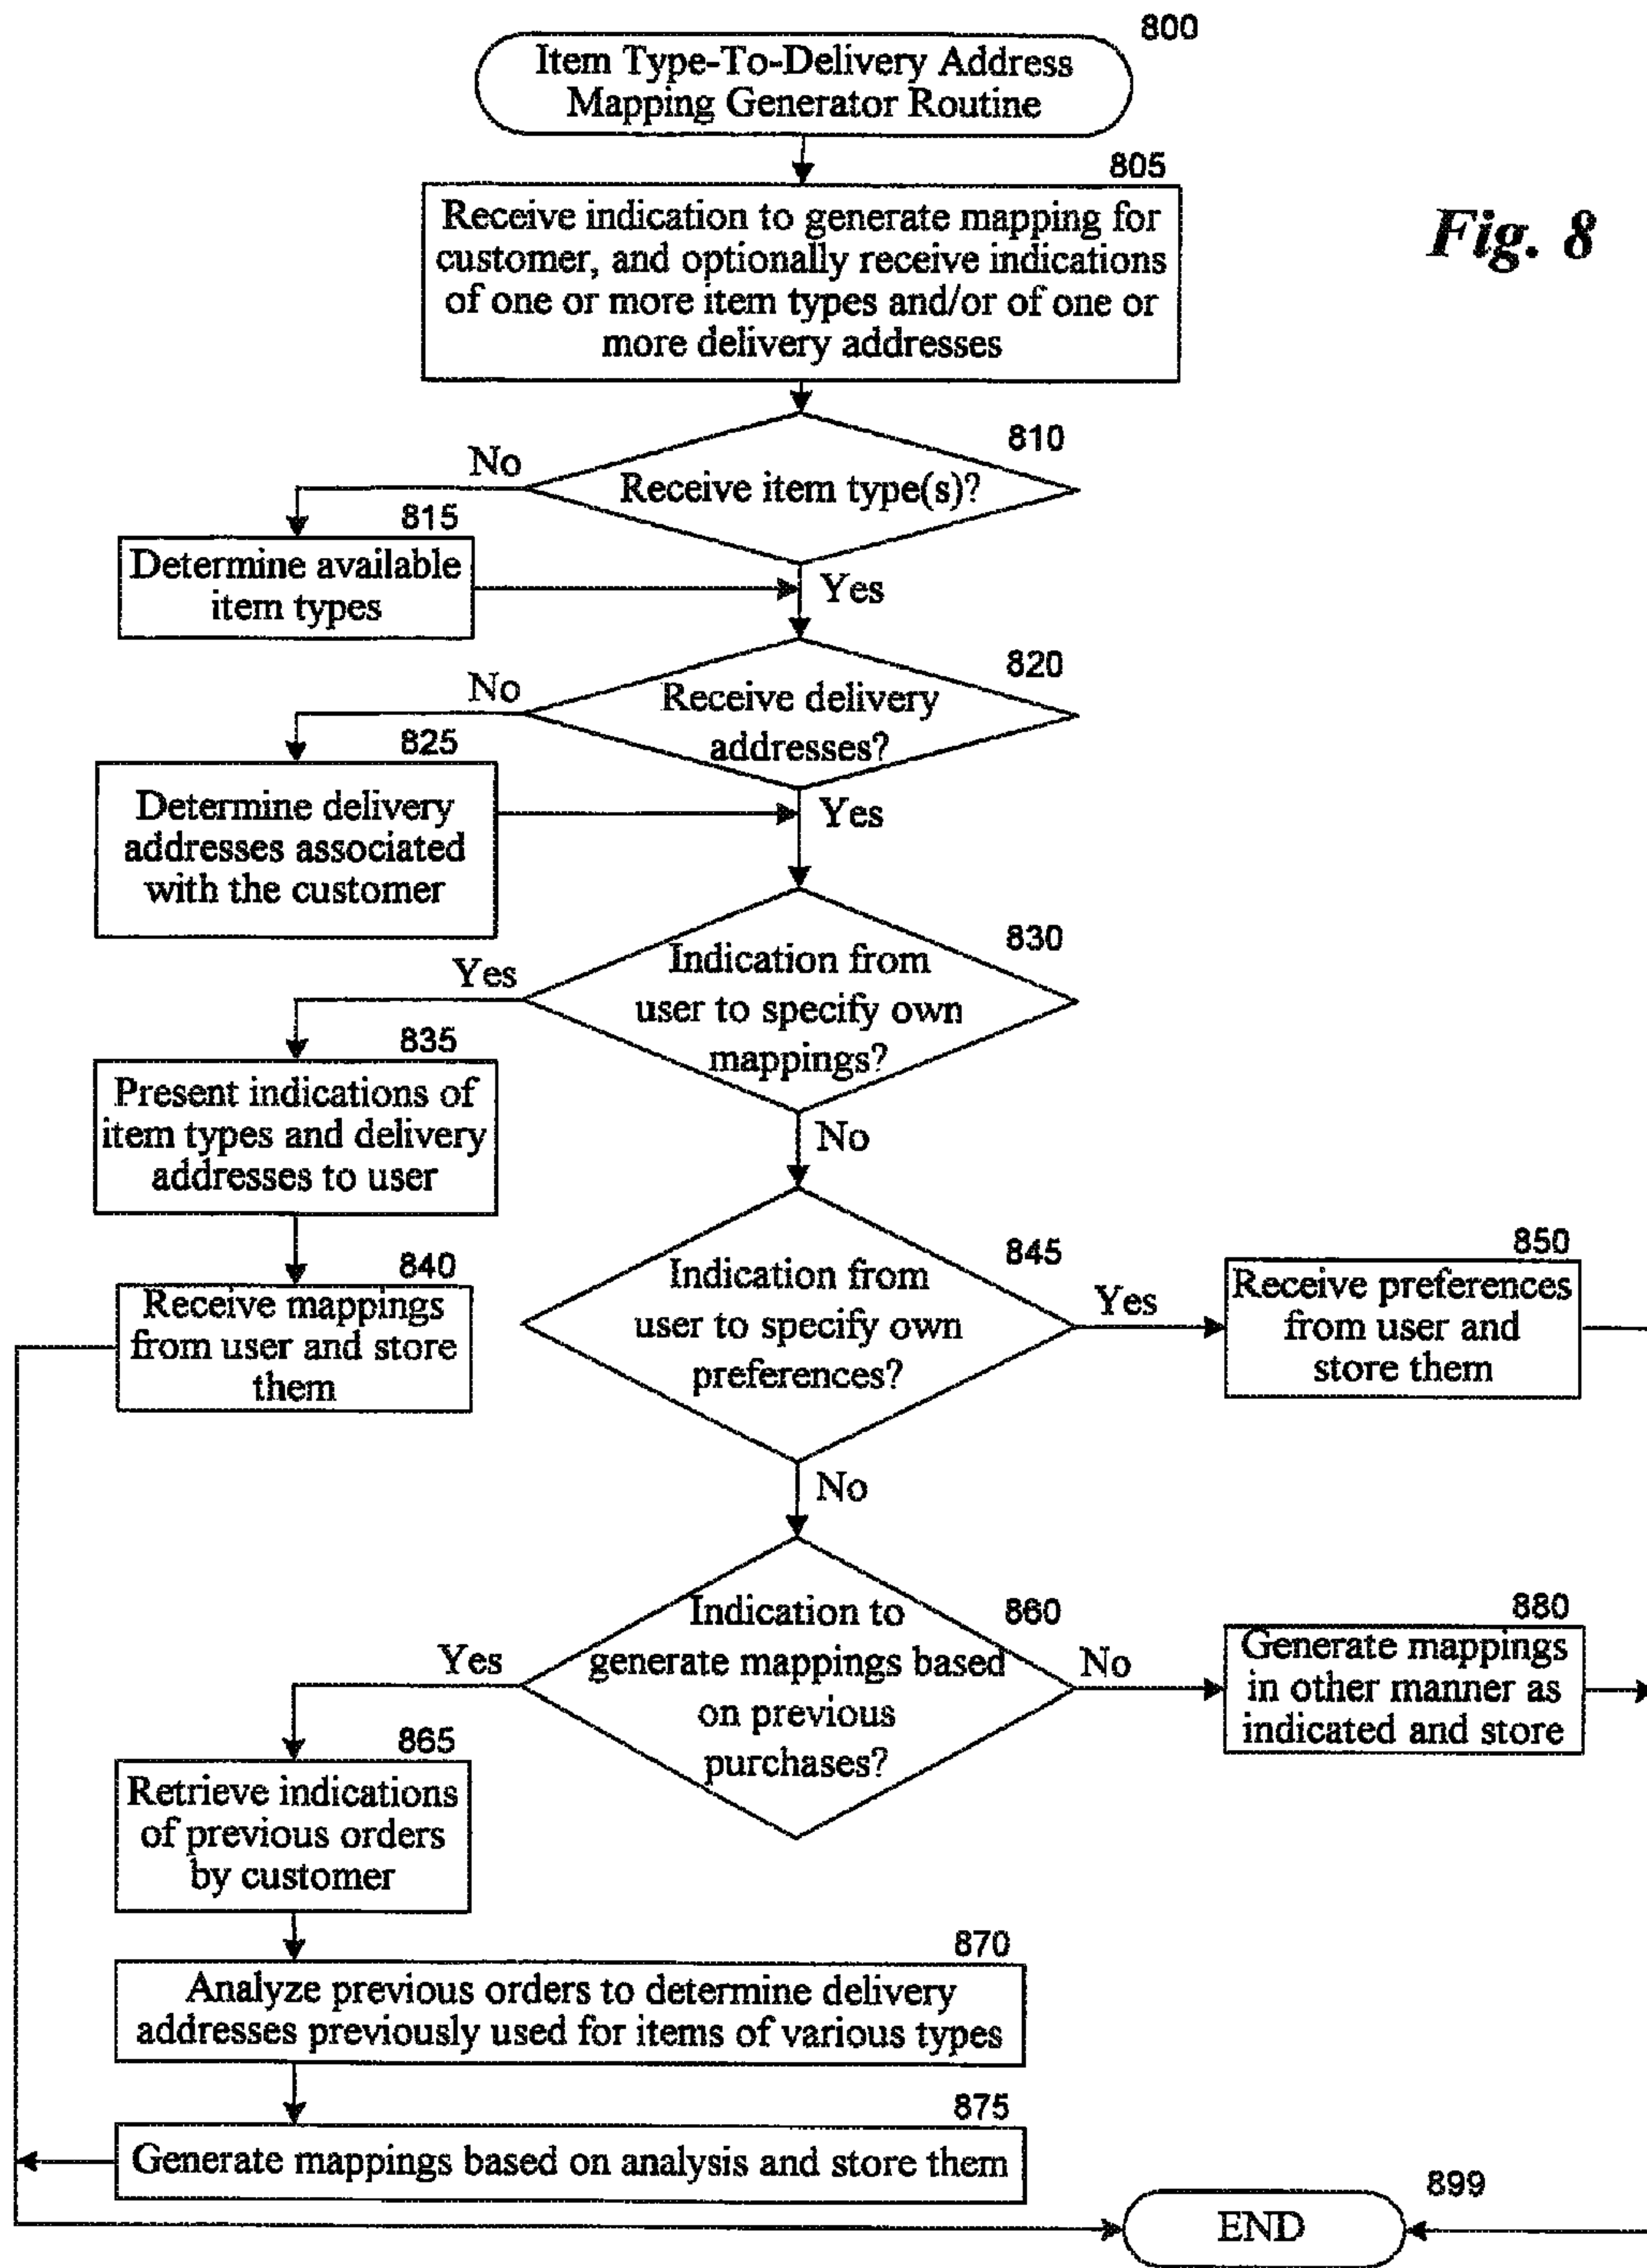 800
Item Type-To-Delivery Address
Mapping Generator Routine
805
Receive indication to generate mapping for
customer, and optionally receive indications
of one or more item types and/or of one or
more delivery addresses
Fig. 8
810
No
Receive item type(s)?
815
Determine available
item types
Yes
820
No
Receive delivery
addresses?
825
Determine delivery
addresses associated
with the customer
Yes
830
Yes
Indication from
user to specify own
mappings?
835
Present indications of
item types and delivery
addresses to user
No
840
Receive mappings
from user and store
them
845
Indication from
user to specify own
preferences?
Yes
850
Receive preferences
from user and
store them
No
860
Indication to
generate mappings based
on previous
purchases?
Yes
No
880
Generate mappings
in other manner as
indicated and store
865
Retrieve indications
of previous orders
by customer
870
Analyze previous orders to determine delivery
addresses previously used for items of various types
875
Generate mappings based on analysis and store them
899
END